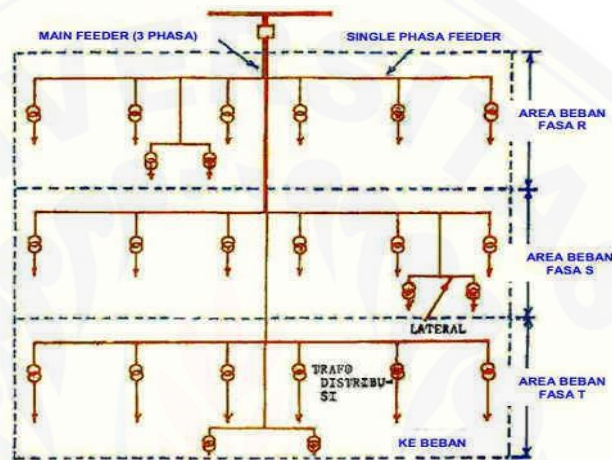 MAIN FEEDER (3 PHASA)
SINGLE PHASA FEEDER
AREA BEBAN
FASA R
AREA BEBAN
FASA S
LATERAL
TRAFO
DISTRIBU-
SI
AREA BEBAN
FASA T
KE BEBAN